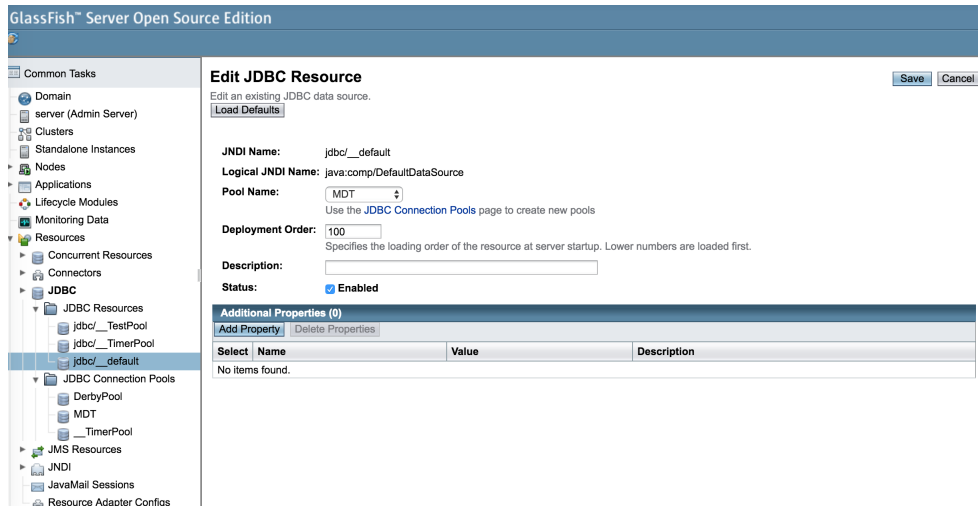 GlassFish™ Server Open Source Edition
Common Tasks
Domain
server (Admin Server)
Clusters
Standalone Instances
Nodes
Applications
Lifecycle Modules
Monitoring Data
Resources
Concurrent Resources
Connectors
JDBC
JDBC Resources
jdbc/__TestPool
jdbc/__TimerPool
jdbc/__default
JDBC Connection Pools
DerbyPool
MDT
__TimerPool
JMS Resources
JNDI
JavaMail Sessions
Resource Adapter Configs
Edit JDBC Resource
Save Cancel
Edit an existing JDBC data source.
Load Defaults
JNDI Name: jdbc/__default
Logical JNDI Name: java:comp/DefaultDataSource
Pool Name: MDT
Use the JDBC Connection Pools page to create new pools
Deployment Order: 100
Specifies the loading order of the resource at server startup. Lower numbers are loaded first.
Description:
Status: Enabled
Additional Properties (0)
Add Property Delete Properties
Select Name Value Description
No items found.